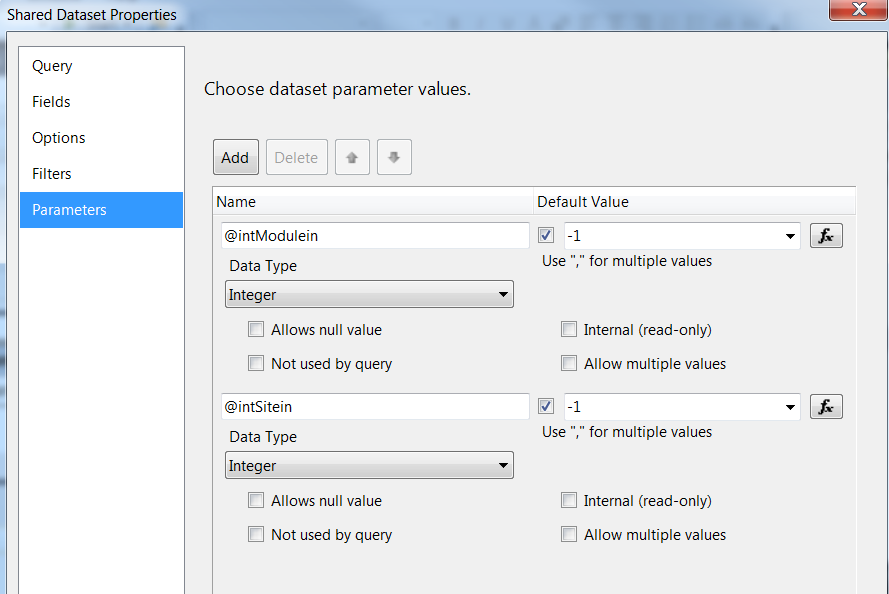 Shared Dataset Properties
Query
Fields
Options
Filters
Parameters
Choose dataset parameter values.
Add Delete
Name Default Value
@intModulein -1 fx
Data Type Use "," for multiple values
Integer
Allows null value Internal (read-only)
Not used by query Allow multiple values
@intSitein -1 fx
Data Type Use "," for multiple values
Integer
Allows null value Internal (read-only)
Not used by query Allow multiple values